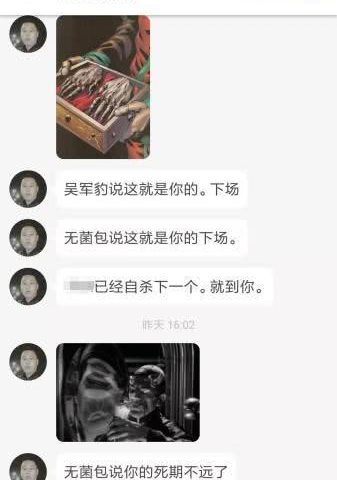 吴军豹说这就是你的。下场
无菌包说这就是你的下场。
已经自杀下一个。就到你。
昨天 16:02
无菌包说你的死期不远了